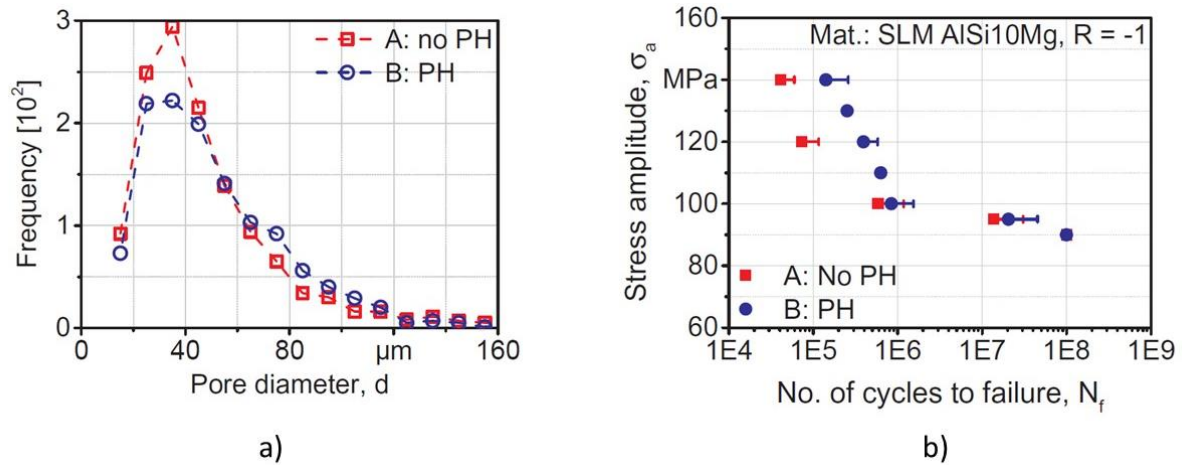 3
2
1
0
Frequency [10²]
A: no PH
B: PH
0 40 80 μm 160
Pore diameter, d
a)
160
MPa
120
100
80
60
Stress amplitude, σₐ
Mat.: SLM AlSi10Mg, R = -1
A: No PH
B: PH
1E4 1E5 1E6 1E7 1E8 1E9
No. of cycles to failure, N_f
b)